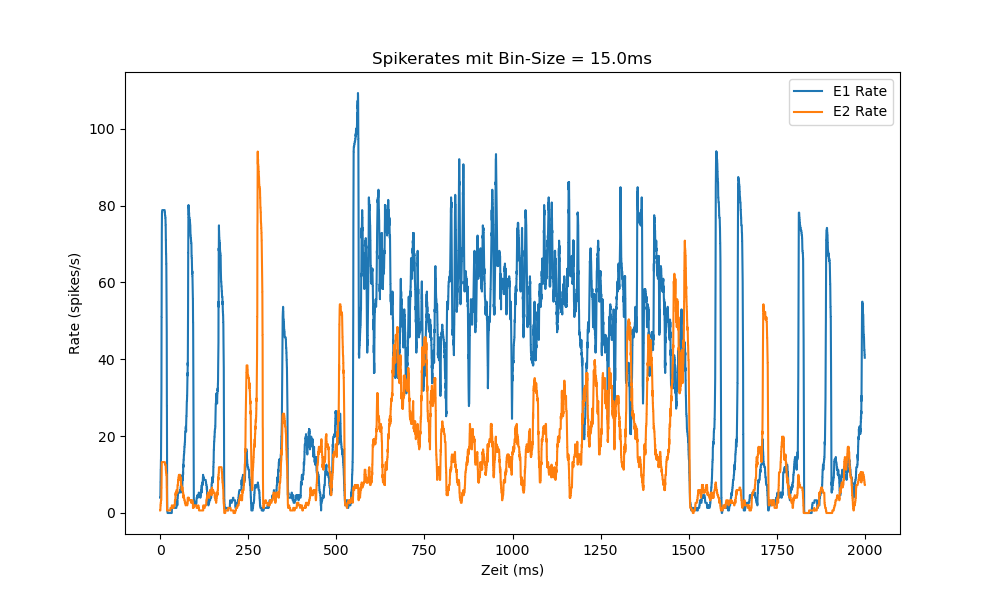 Spikerates mit Bin-Size = 15.0ms
E1 Rate
E2 Rate
Rate (spikes/s)
100
80
60
40
20
0
0 250 500 750 1000 1250 1500 1750 2000
Zeit (ms)